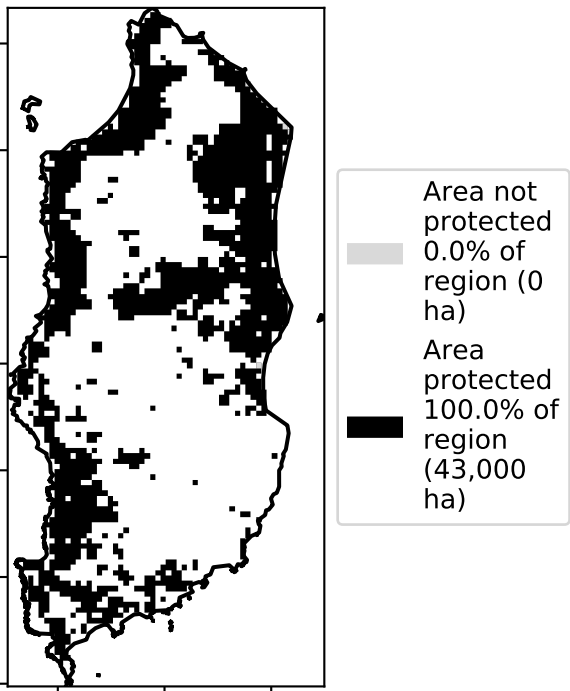 Area not
protected
0.0% of
region (0
ha)
Area
protected
100.0% of
region
(43,000
ha)